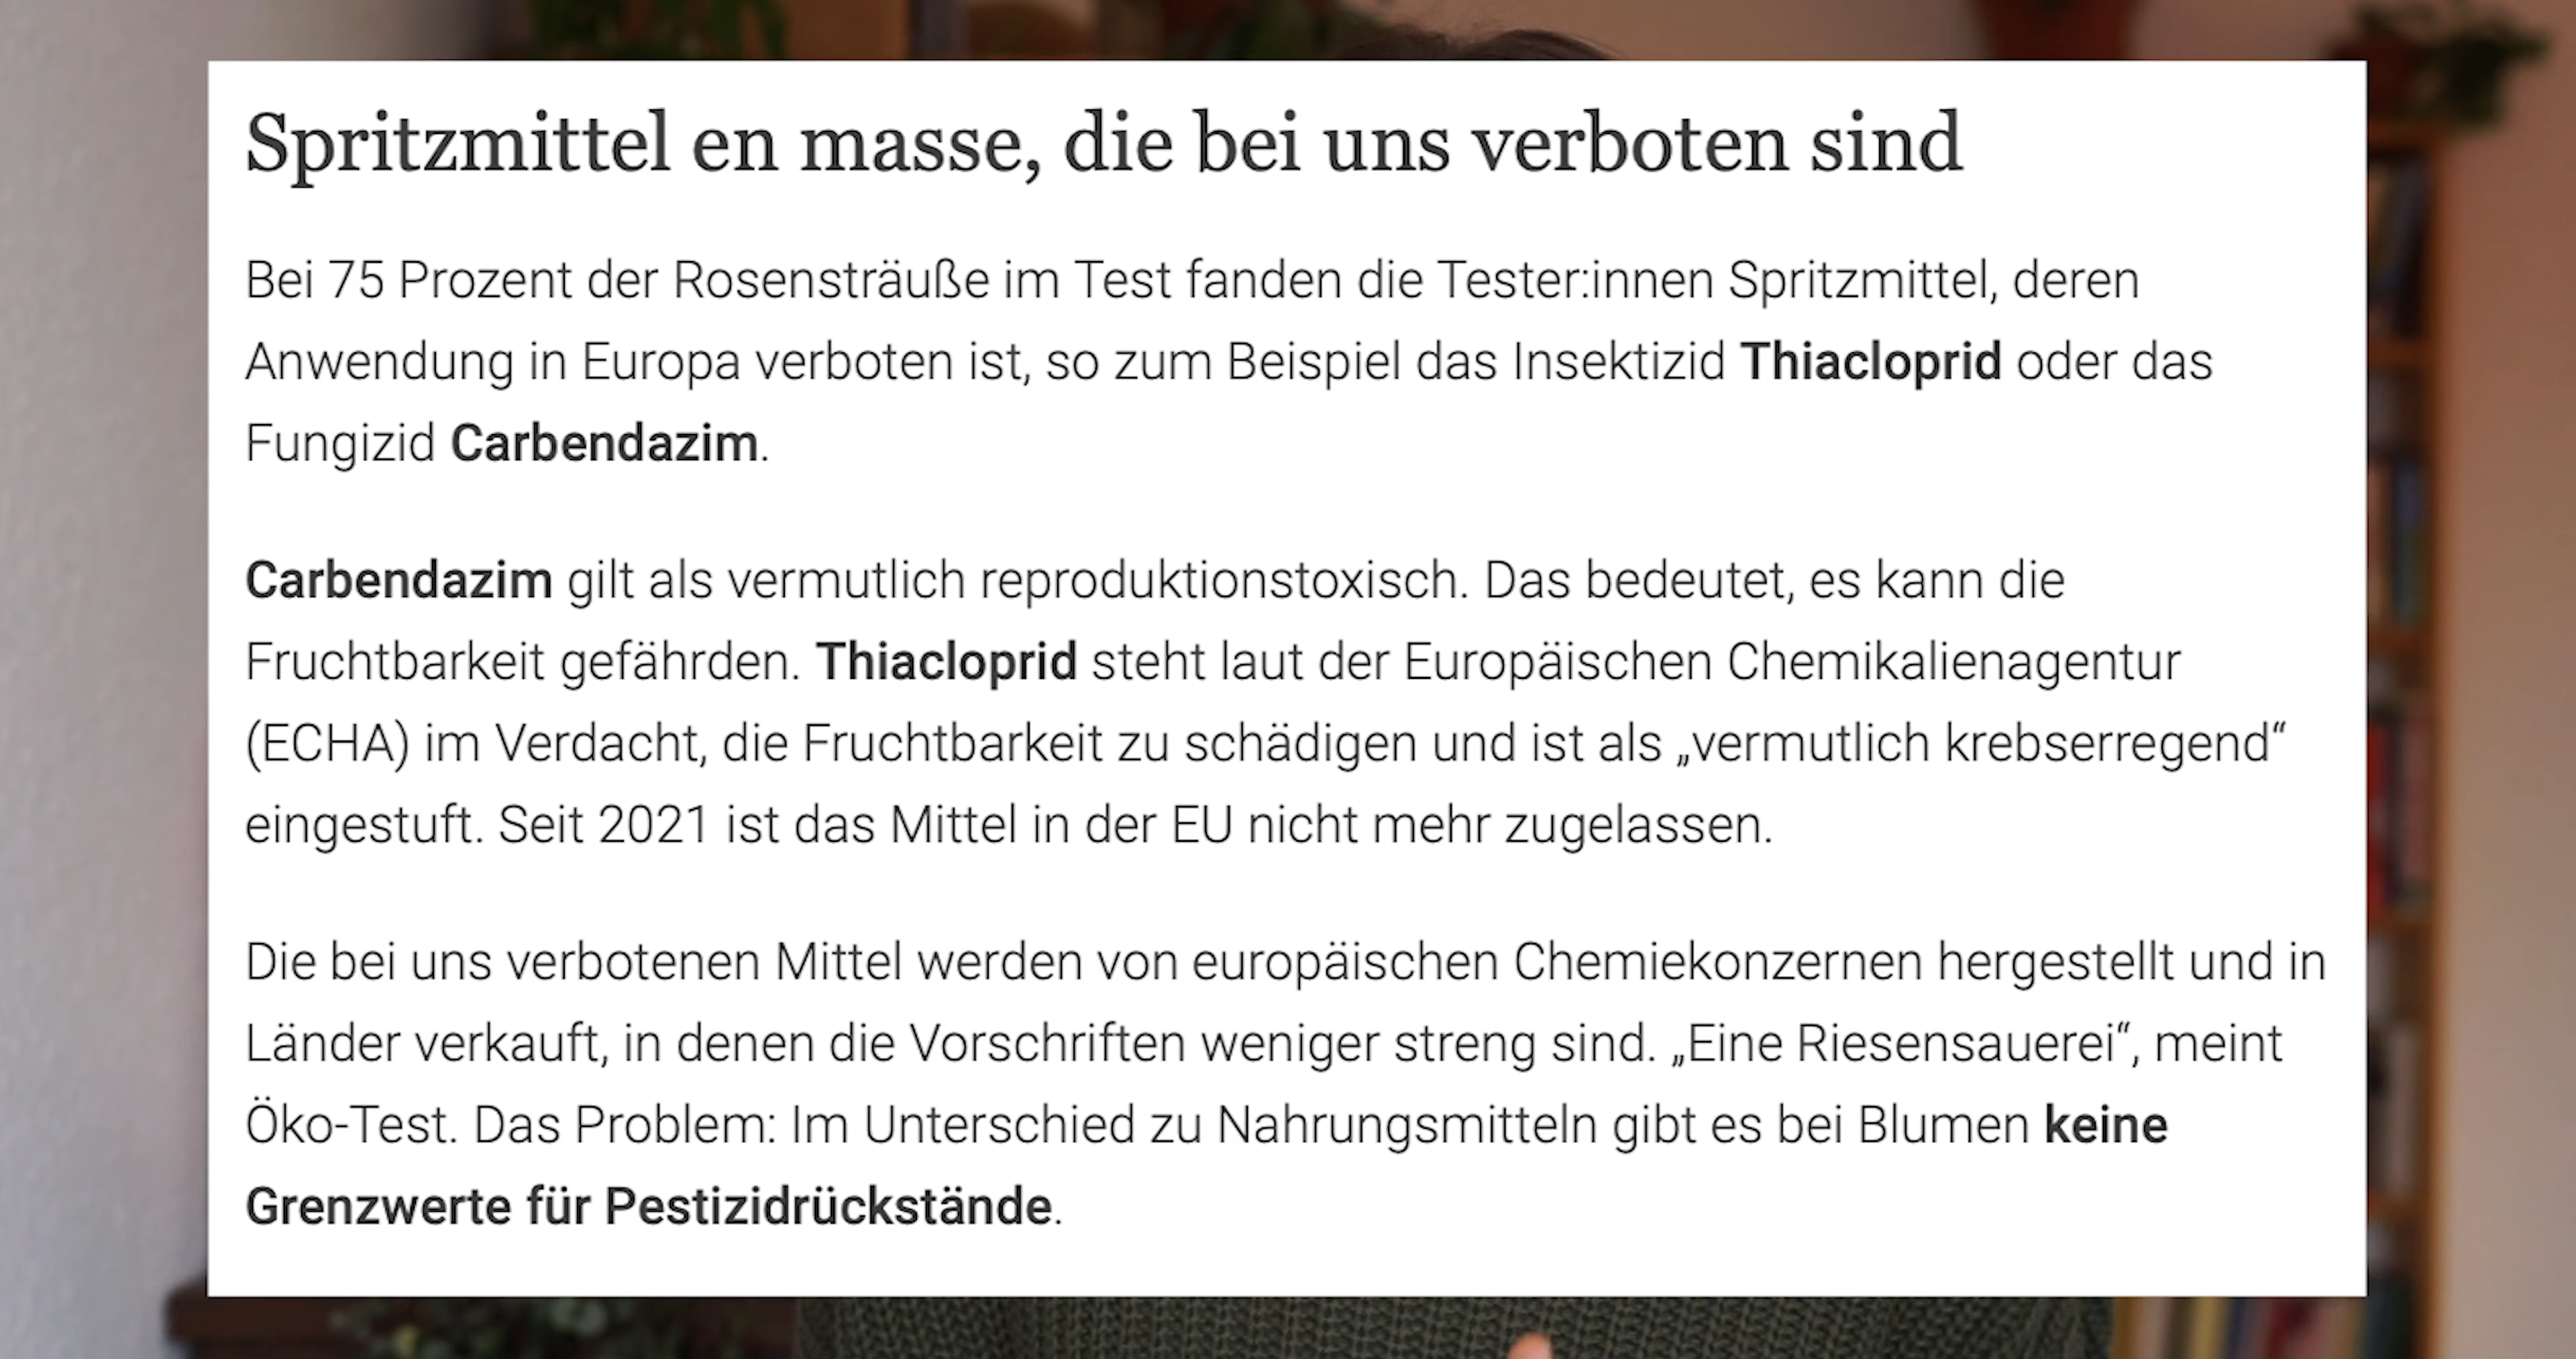 Spritzmittel en masse, die bei uns verboten sind
Bei 75 Prozent der Rosensträuße im Test fanden die Tester:innen Spritzmittel, deren
Anwendung in Europa verboten ist, so zum Beispiel das Insektizid Thiacloprid oder das
Fungizid Carbendazim.
Carbendazim gilt als vermutlich reproduktionstoxisch. Das bedeutet, es kann die
Fruchtbarkeit gefährden. Thiacloprid steht laut der Europäischen Chemikalienagentur
(ECHA) im Verdacht, die Fruchtbarkeit zu schädigen und ist als „vermutlich krebserregend“
eingestuft. Seit 2021 ist das Mittel in der EU nicht mehr zugelassen.
Die bei uns verbotenen Mittel werden von europäischen Chemiekonzernen hergestellt und in
Länder verkauft, in denen die Vorschriften weniger streng sind. „Eine Riesensauerei“, meint
Öko-Test. Das Problem: Im Unterschied zu Nahrungsmitteln gibt es bei Blumen keine
Grenzwerte für Pestizidrückstände.